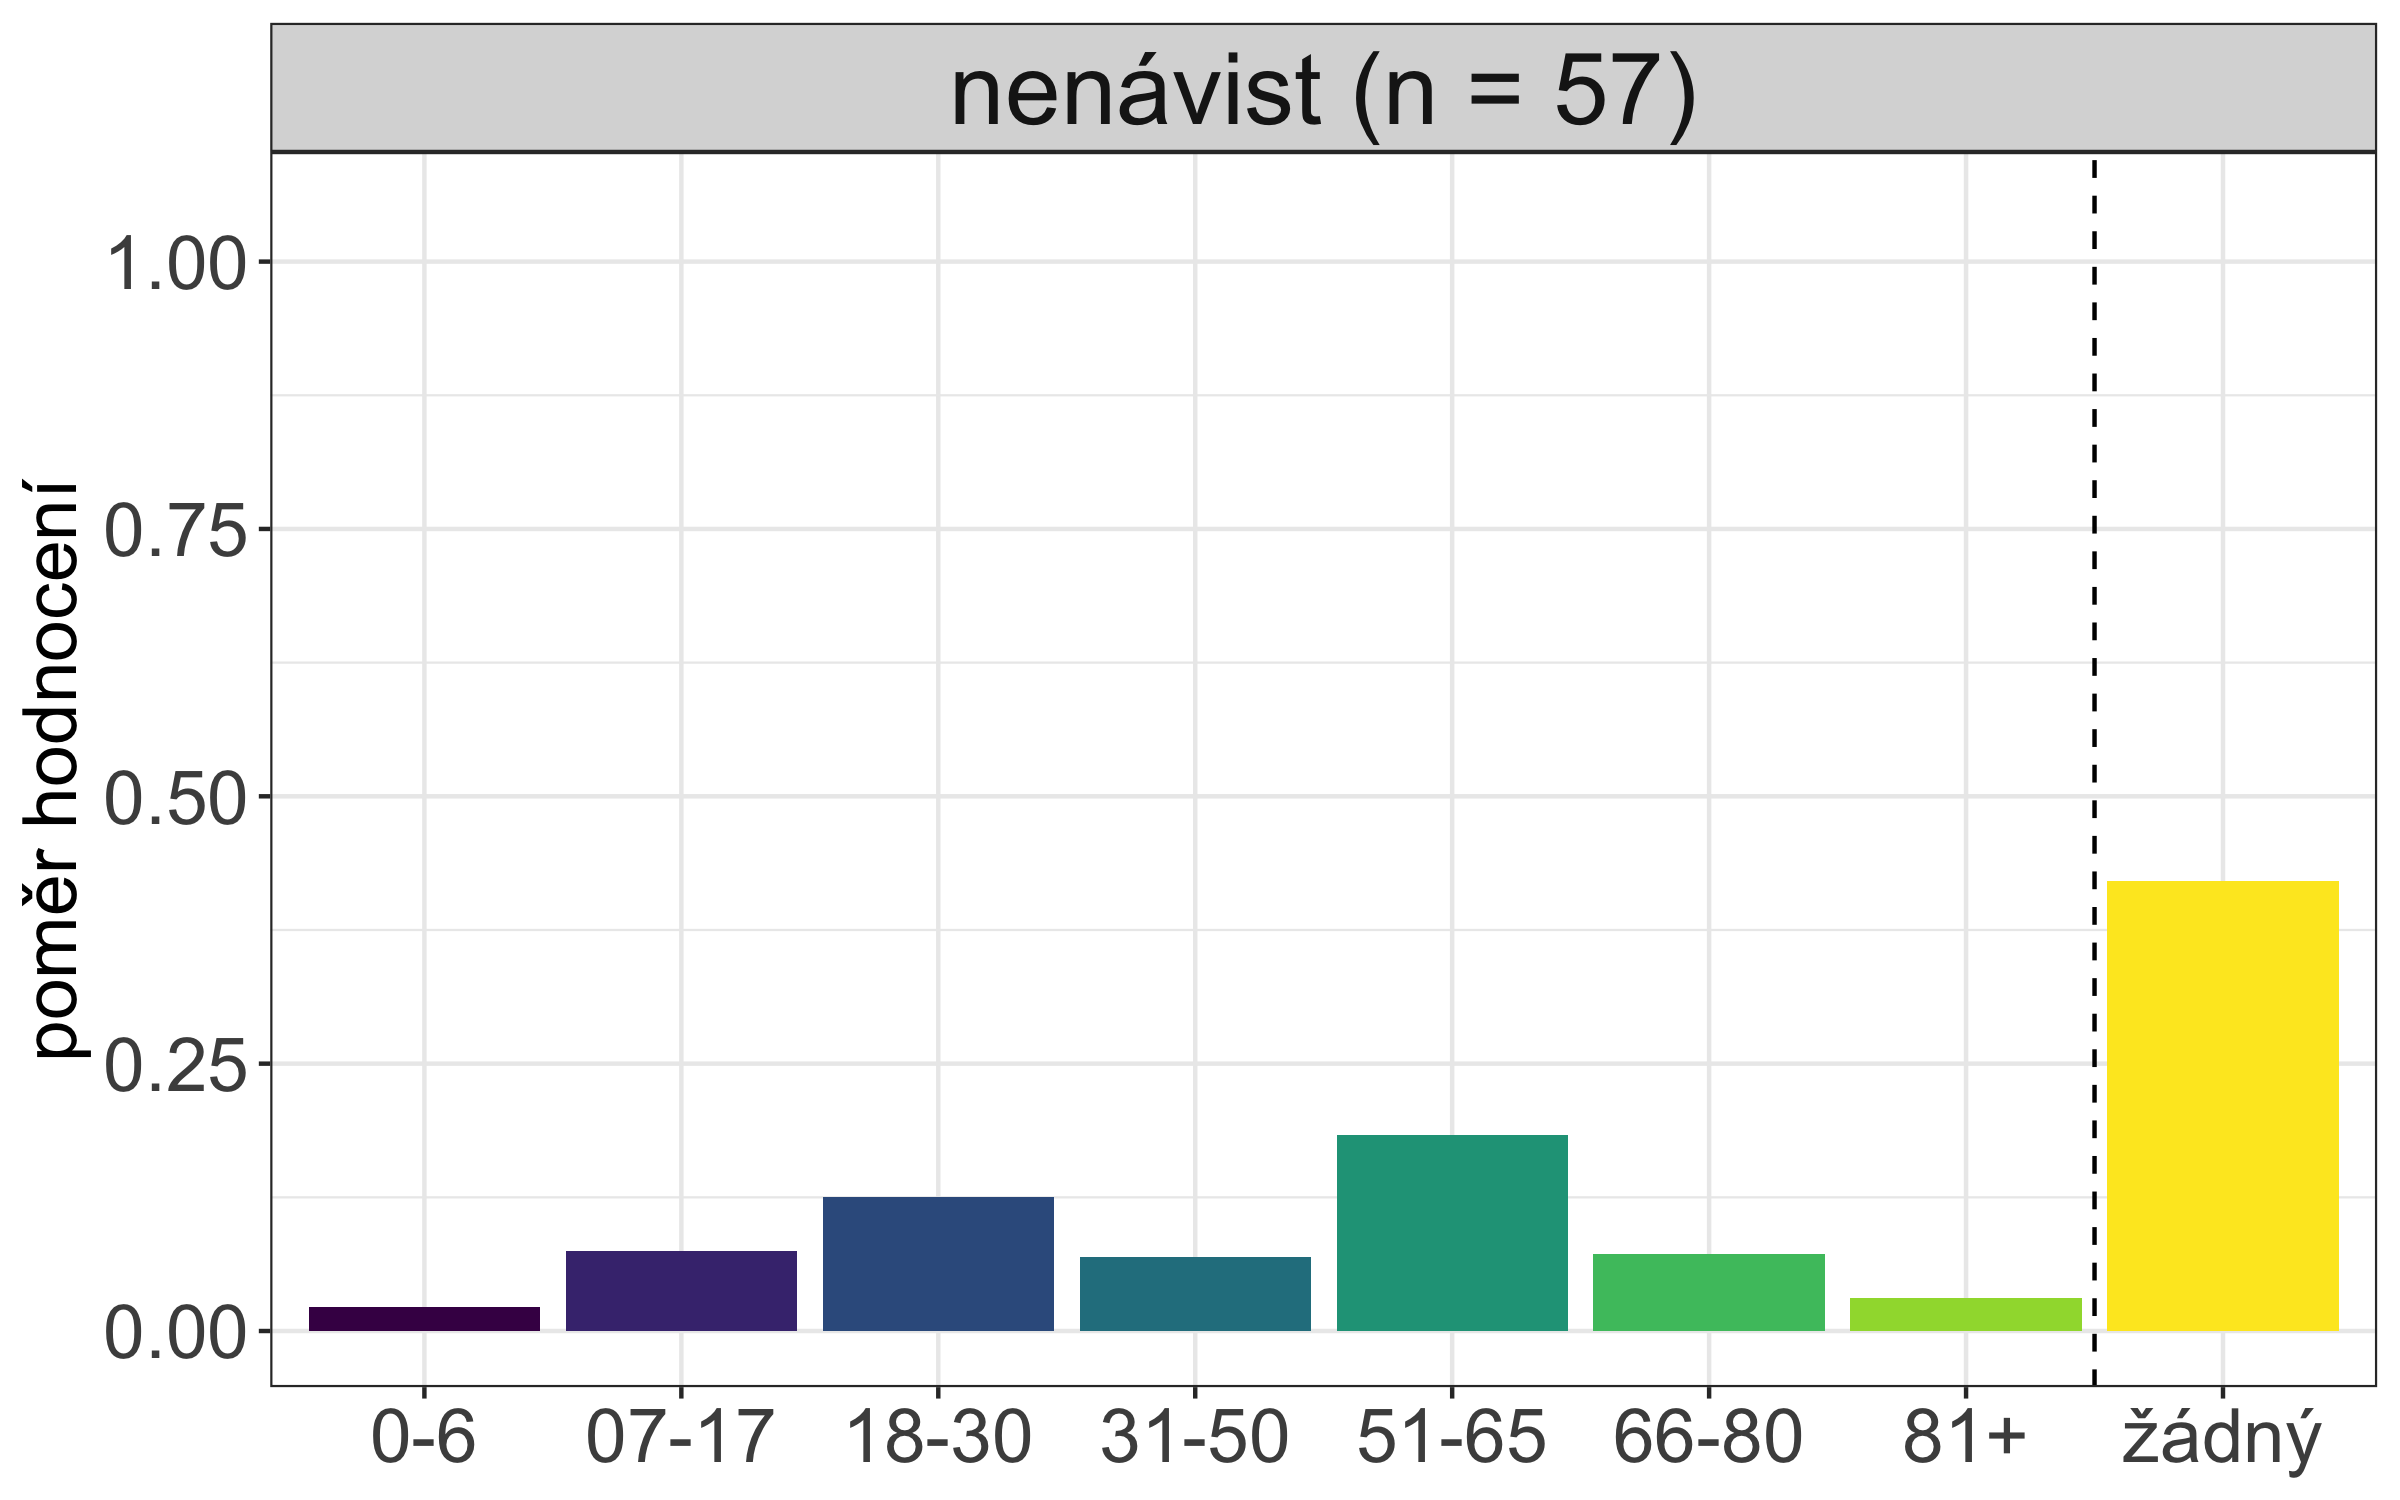 nenávist (n = 57)
poměr hodnocení
1.00
0.75
0.50
0.25
0.00
0-6 07-17 18-30 31-50 51-65 66-80 81+ žádný